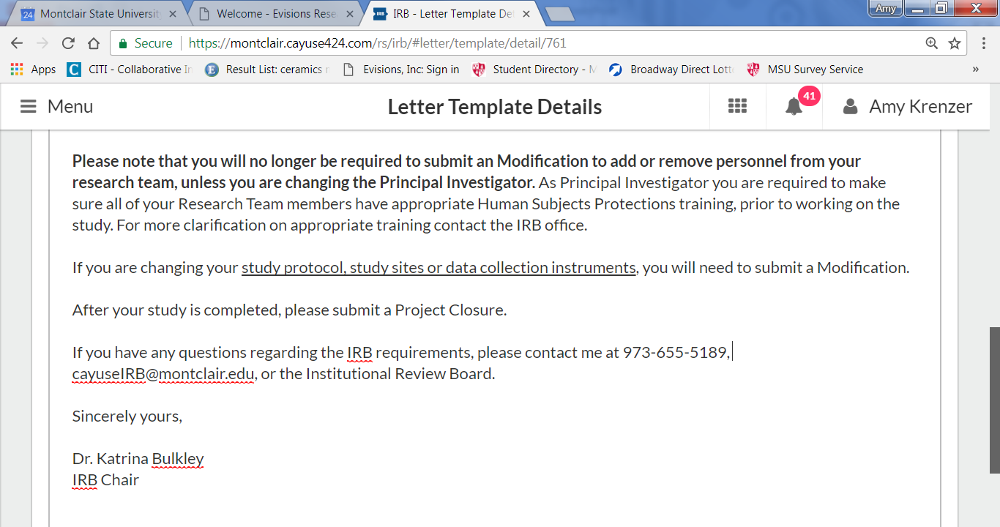 24 Montclair State Universit
Welcome - Evisions Rese
IRB IRB - Letter Template De
Amy
Secure
https://montclair.cayuse424.com/rs/irb/#letter/template/detail/761
Apps
C CITI - Collaborative In
Result List: ceramics
Evisions, Inc: Sign in
Student Directory - M
Broadway Direct Lott
MSU Survey Service
»
Menu
Letter Template Details
41
Amy Krenzer
Please note that you will no longer be required to submit an Modification to add or remove personnel from your
research team, unless you are changing the Principal Investigator. As Principal Investigator you are required to make
sure all of your Research Team members have appropriate Human Subjects Protections training, prior to working on the
study. For more clarification on appropriate training contact the IRB office.
If you are changing your study protocol, study sites or data collection instruments, you will need to submit a Modification.
After your study is completed, please submit a Project Closure.
If you have any questions regarding the IRB requirements, please contact me at 973-655-5189,
cayuseIRB@montclair.edu, or the Institutional Review Board.
Sincerely yours,
Dr. Katrina Bulkley
IRB Chair